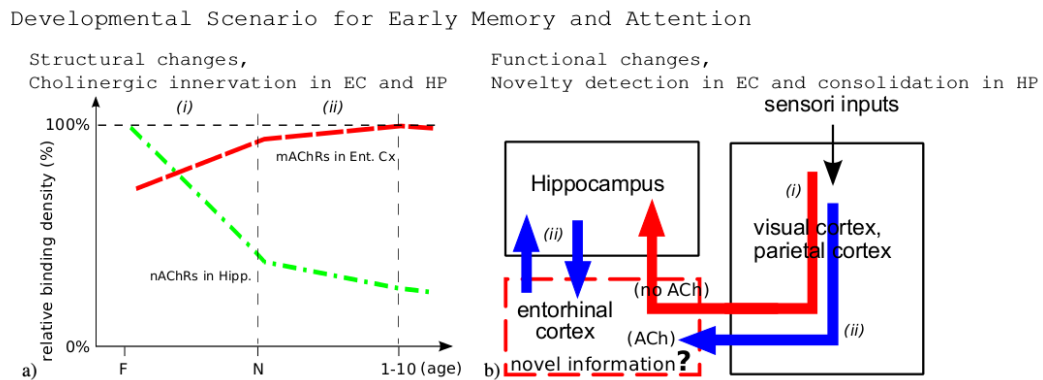 Developmental Scenario for Early Memory and Attention
Structural changes,
Cholinergic innervation in EC and HP
(i)
(ii)
100%
mAChRs in Ent. Cx
nAChRs in Hipp.
relative binding density (%)
0%
a)
F
N
1-10 (age)
Functional changes,
Novelty detection in EC and consolidation in HP
sensori inputs
Hippocampus
(i)
(ii)
visual cortex,
parietal cortex
(no ACh)
entorhinal
cortex
(ACh)
(ii)
novel information?
b)